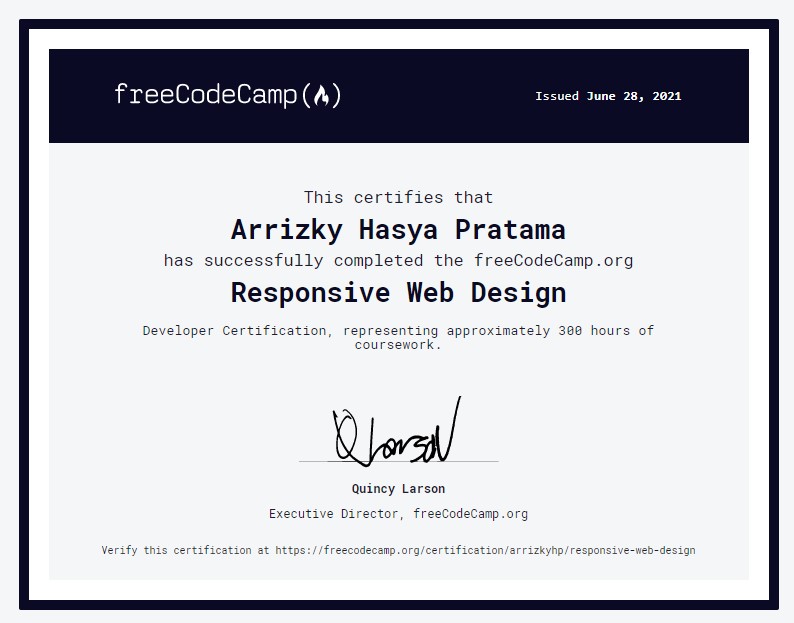 freeCodeCamp
Issued June 28, 2021
This certifies that
Arrizky Hasya Pratama
has successfully completed the freeCodeCamp.org
Responsive Web Design
Developer Certification, representing approximately 300 hours of
coursework.
Q Larson
Quincy Larson
Executive Director, freeCodeCamp.org
Verify this certification at https://freecodecamp.org/certification/arrizkyhp/responsive-web-design